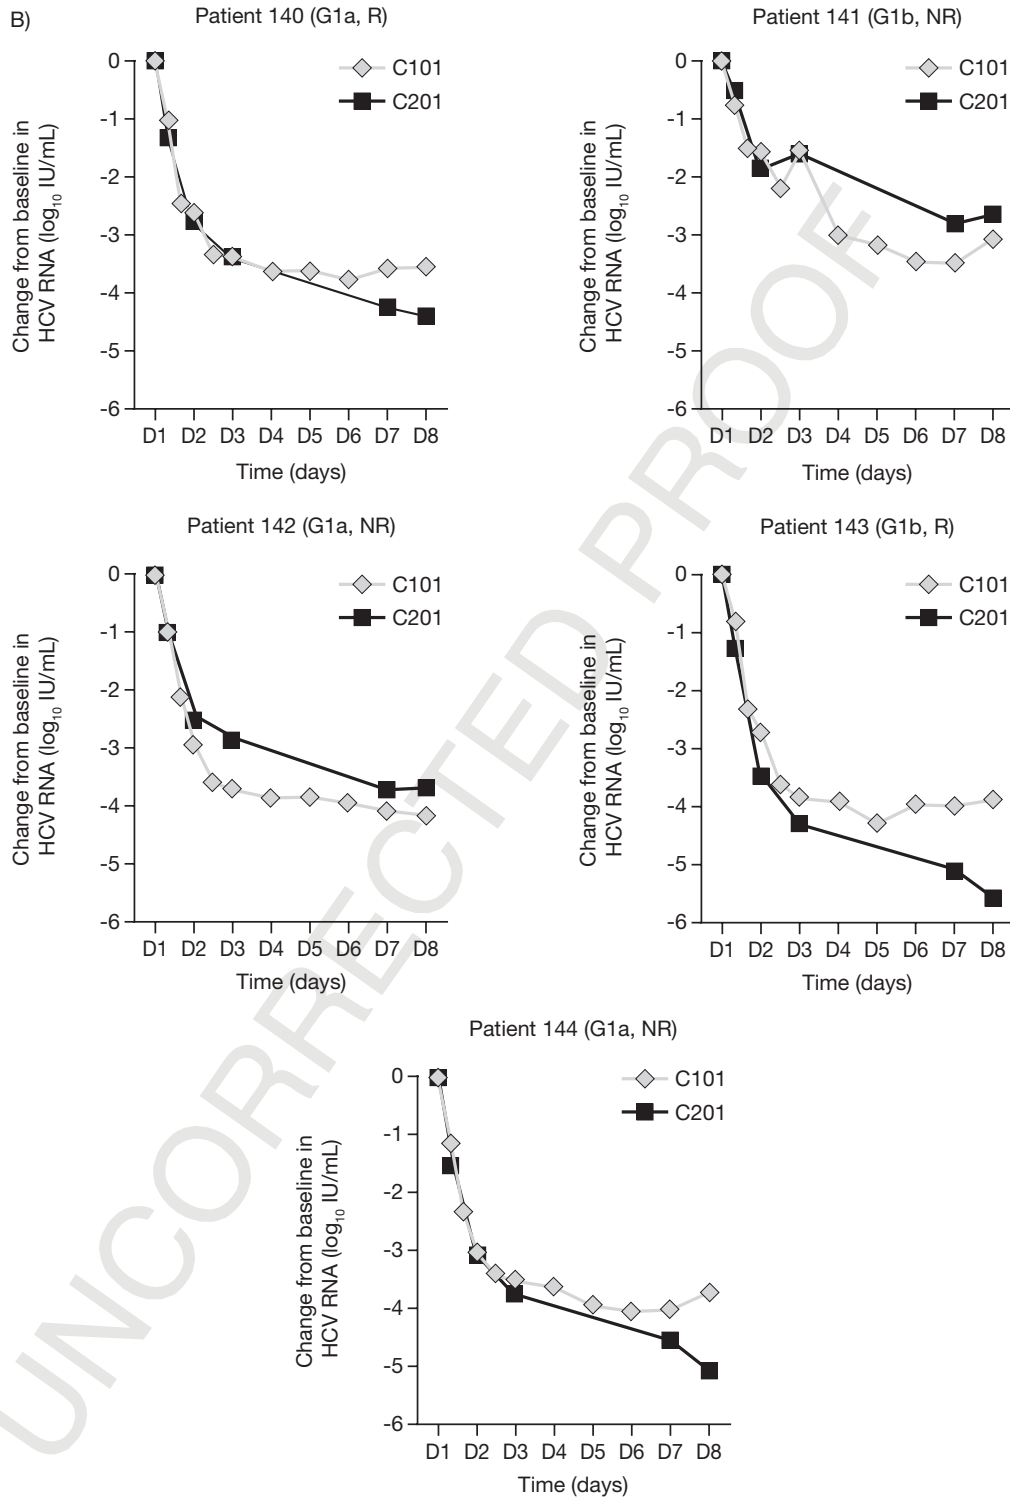 B)
Patient 140 (G1a, R)
C101
C201
0
-1
-2
-3
-4
-5
-6
Change from baseline in
HCV RNA (log10 IU/mL)
D1 D2 D3 D4 D5 D6 D7 D8
Time (days)
Patient 141 (G1b, NR)
C101
C201
0
-1
-2
-3
-4
-5
-6
Change from baseline in
HCV RNA (log10 IU/mL)
D1 D2 D3 D4 D5 D6 D7 D8
Time (days)
Patient 142 (G1a, NR)
C101
C201
0
-1
-2
-3
-4
-5
-6
Change from baseline in
HCV RNA (log10 IU/mL)
D1 D2 D3 D4 D5 D6 D7 D8
Time (days)
Patient 143 (G1b, R)
C101
C201
0
-1
-2
-3
-4
-5
-6
Change from baseline in
HCV RNA (log10 IU/mL)
D1 D2 D3 D4 D5 D6 D7 D8
Time (days)
Patient 144 (G1a, NR)
C101
C201
0
-1
-2
-3
-4
-5
-6
Change from baseline in
HCV RNA (log10 IU/mL)
D1 D2 D3 D4 D5 D6 D7 D8
Time (days)
UNCORRECTED PROOF